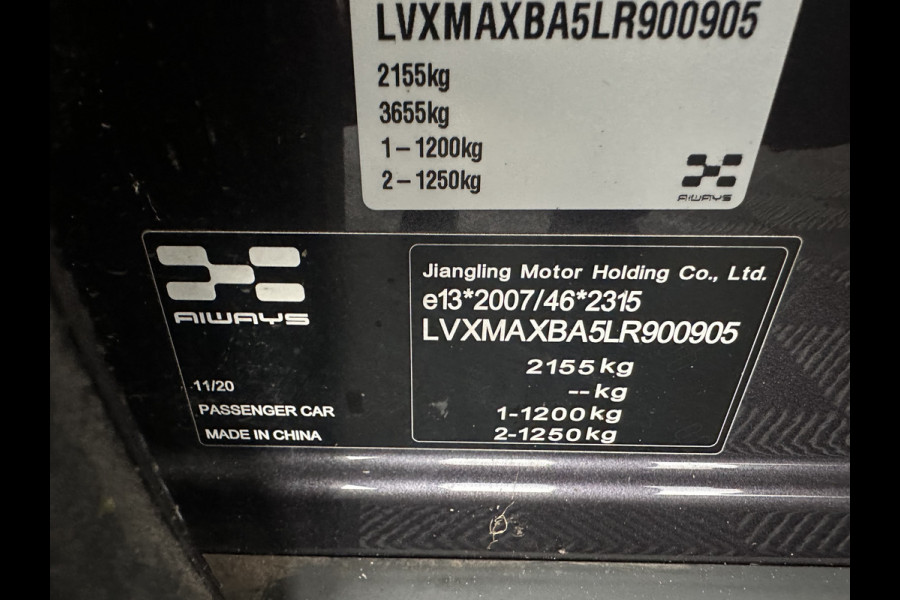 LVXMAXBA5LR900905
2155kg
3655kg
1-1200kg
2-1250kg
AIWAYS
AIWAYS
11/20
PASSENGER CAR
MADE IN CHINA
Jiangling Motor Holding Co., Ltd.
e13*2007/46*2315
LVXMAXBA5LR900905
2155kg
--kg
1-1200kg
2-1250kg